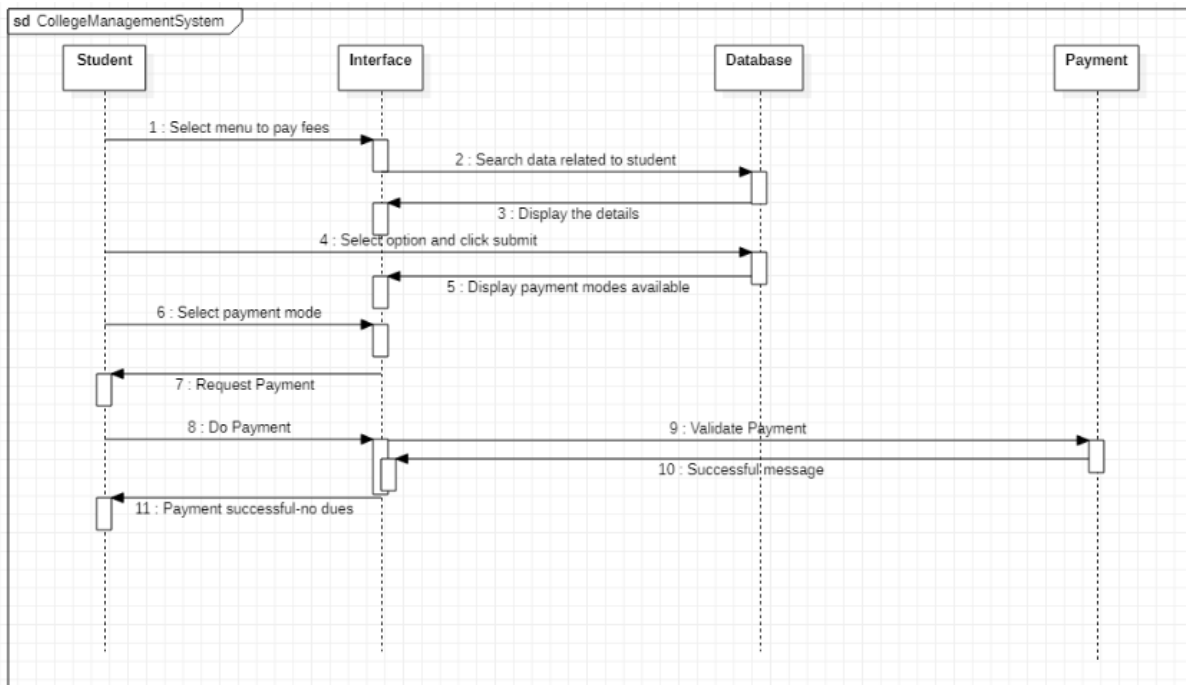 sd CollegeManagementSystem
Student
Interface
Database
Payment
1 : Select menu to pay fees
2 : Search data related to student
3 : Display the details
4 : Select option and click submit
5 : Display payment modes available
6 : Select payment mode
7 : Request Payment
8 : Do Payment
9 : Validate Payment
10 : Successful message
11 : Payment successful-no dues